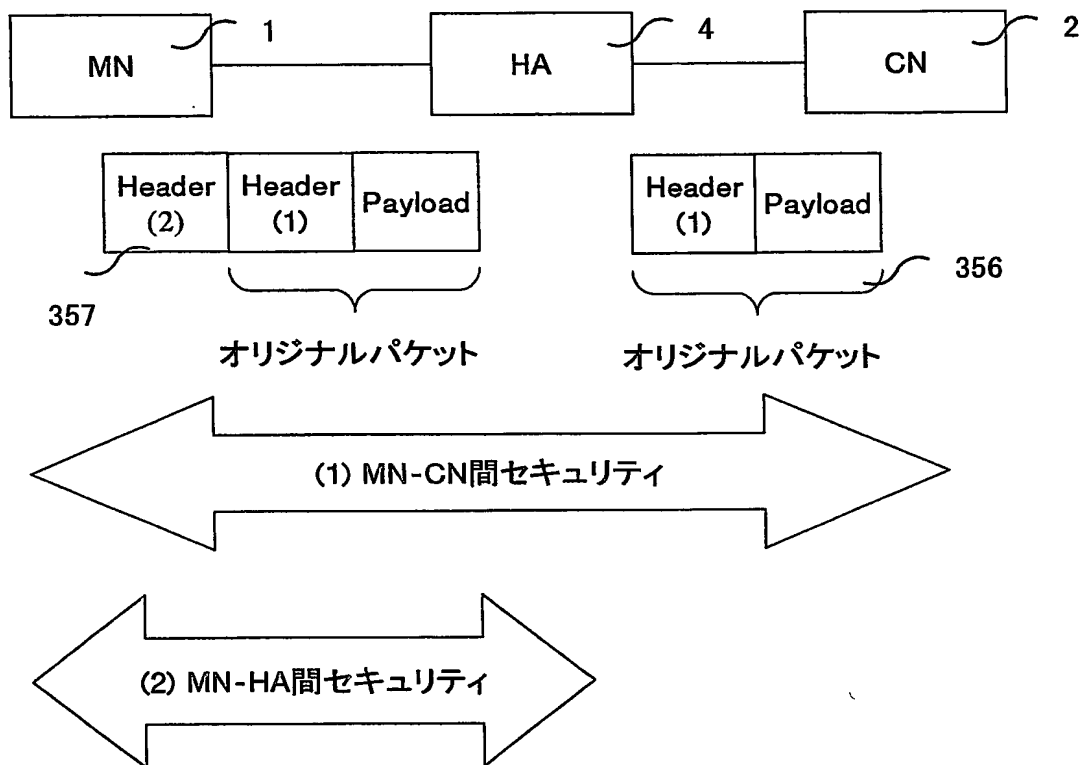 1
4
2
MN
HA
CN
Header
(2)
Header
(1)
Payload
Header
(1)
Payload
357
356
オリジナルパケット
オリジナルパケット
(1) MN-CN間セキュリティ
(2) MN-HA間セキュリティ